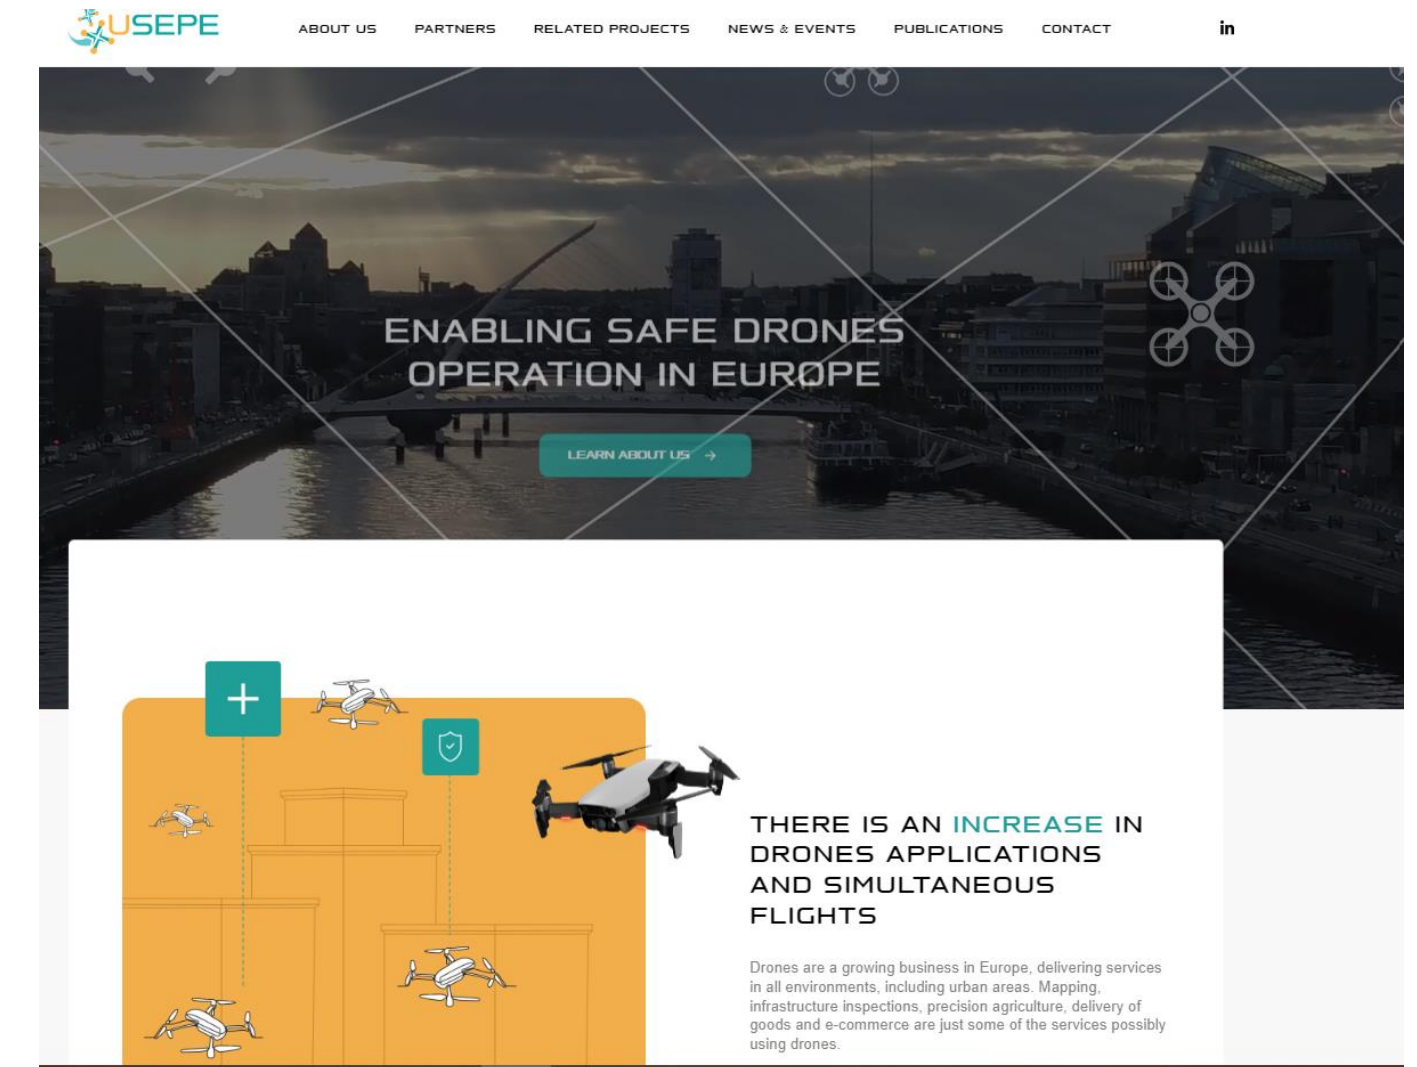 USEPE
ABOUT US
PARTNERS
RELATED PROJECTS
NEWS & EVENTS
PUBLICATIONS
CONTACT
in
ENABLING SAFE DRONES
OPERATION IN EUROPE
LEARN ABOUT US →
THERE IS AN INCREASE IN
DRONES APPLICATIONS
AND SIMULTANEOUS
FLIGHTS
Drones are a growing business in Europe, delivering services
in all environments, including urban areas. Mapping,
infrastructure inspections, precision agriculture, delivery of
goods and e-commerce are just some of the services possibly
using drones.